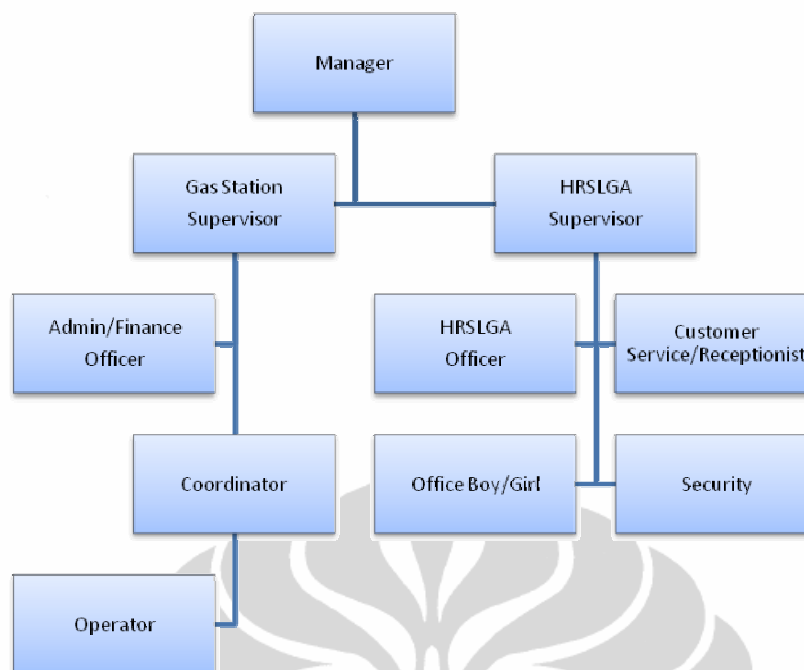 Manager
Gas Station
Supervisor
HRSLGA
Supervisor
Admin/Finance
Officer
HRSLGA
Officer
Customer
Service/Receptionist
Coordinator
Office Boy/Girl
Security
Operator